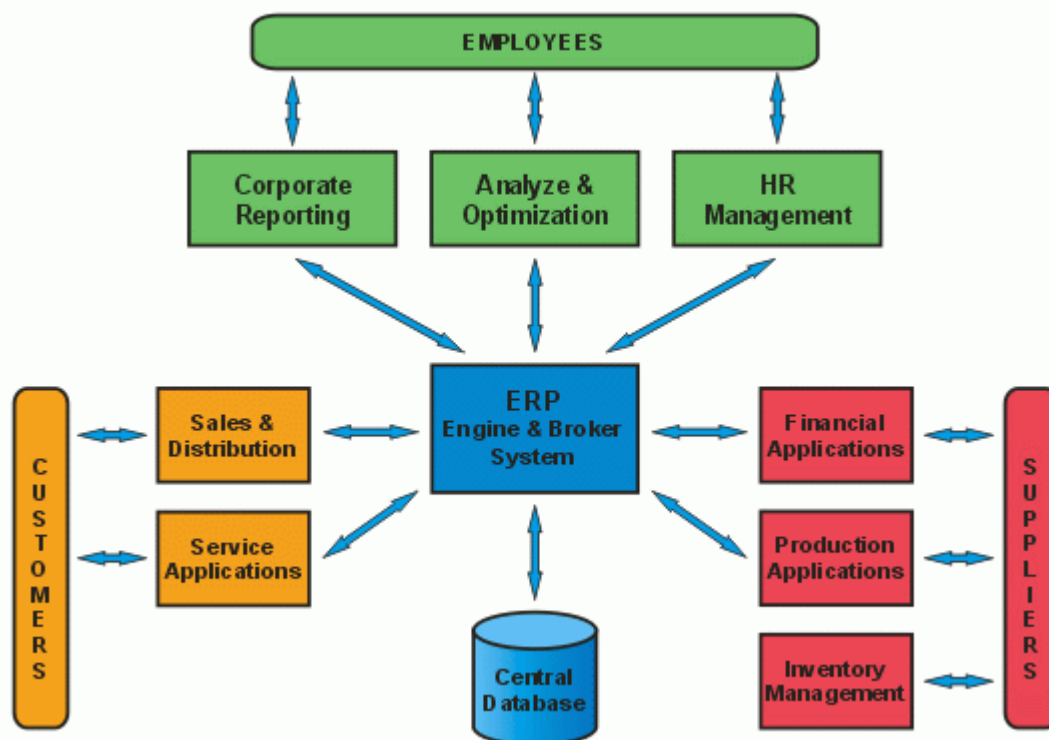 EMPLOYEES
Corporate
Reporting
Analyze &
Optimization
HR
Management
CUSTOMERS
Sales &
Distribution
Service
Applications
ERP
Engine & Broker
System
Central
Database
Financial
Applications
Production
Applications
Inventory
Management
SUPPLIERS